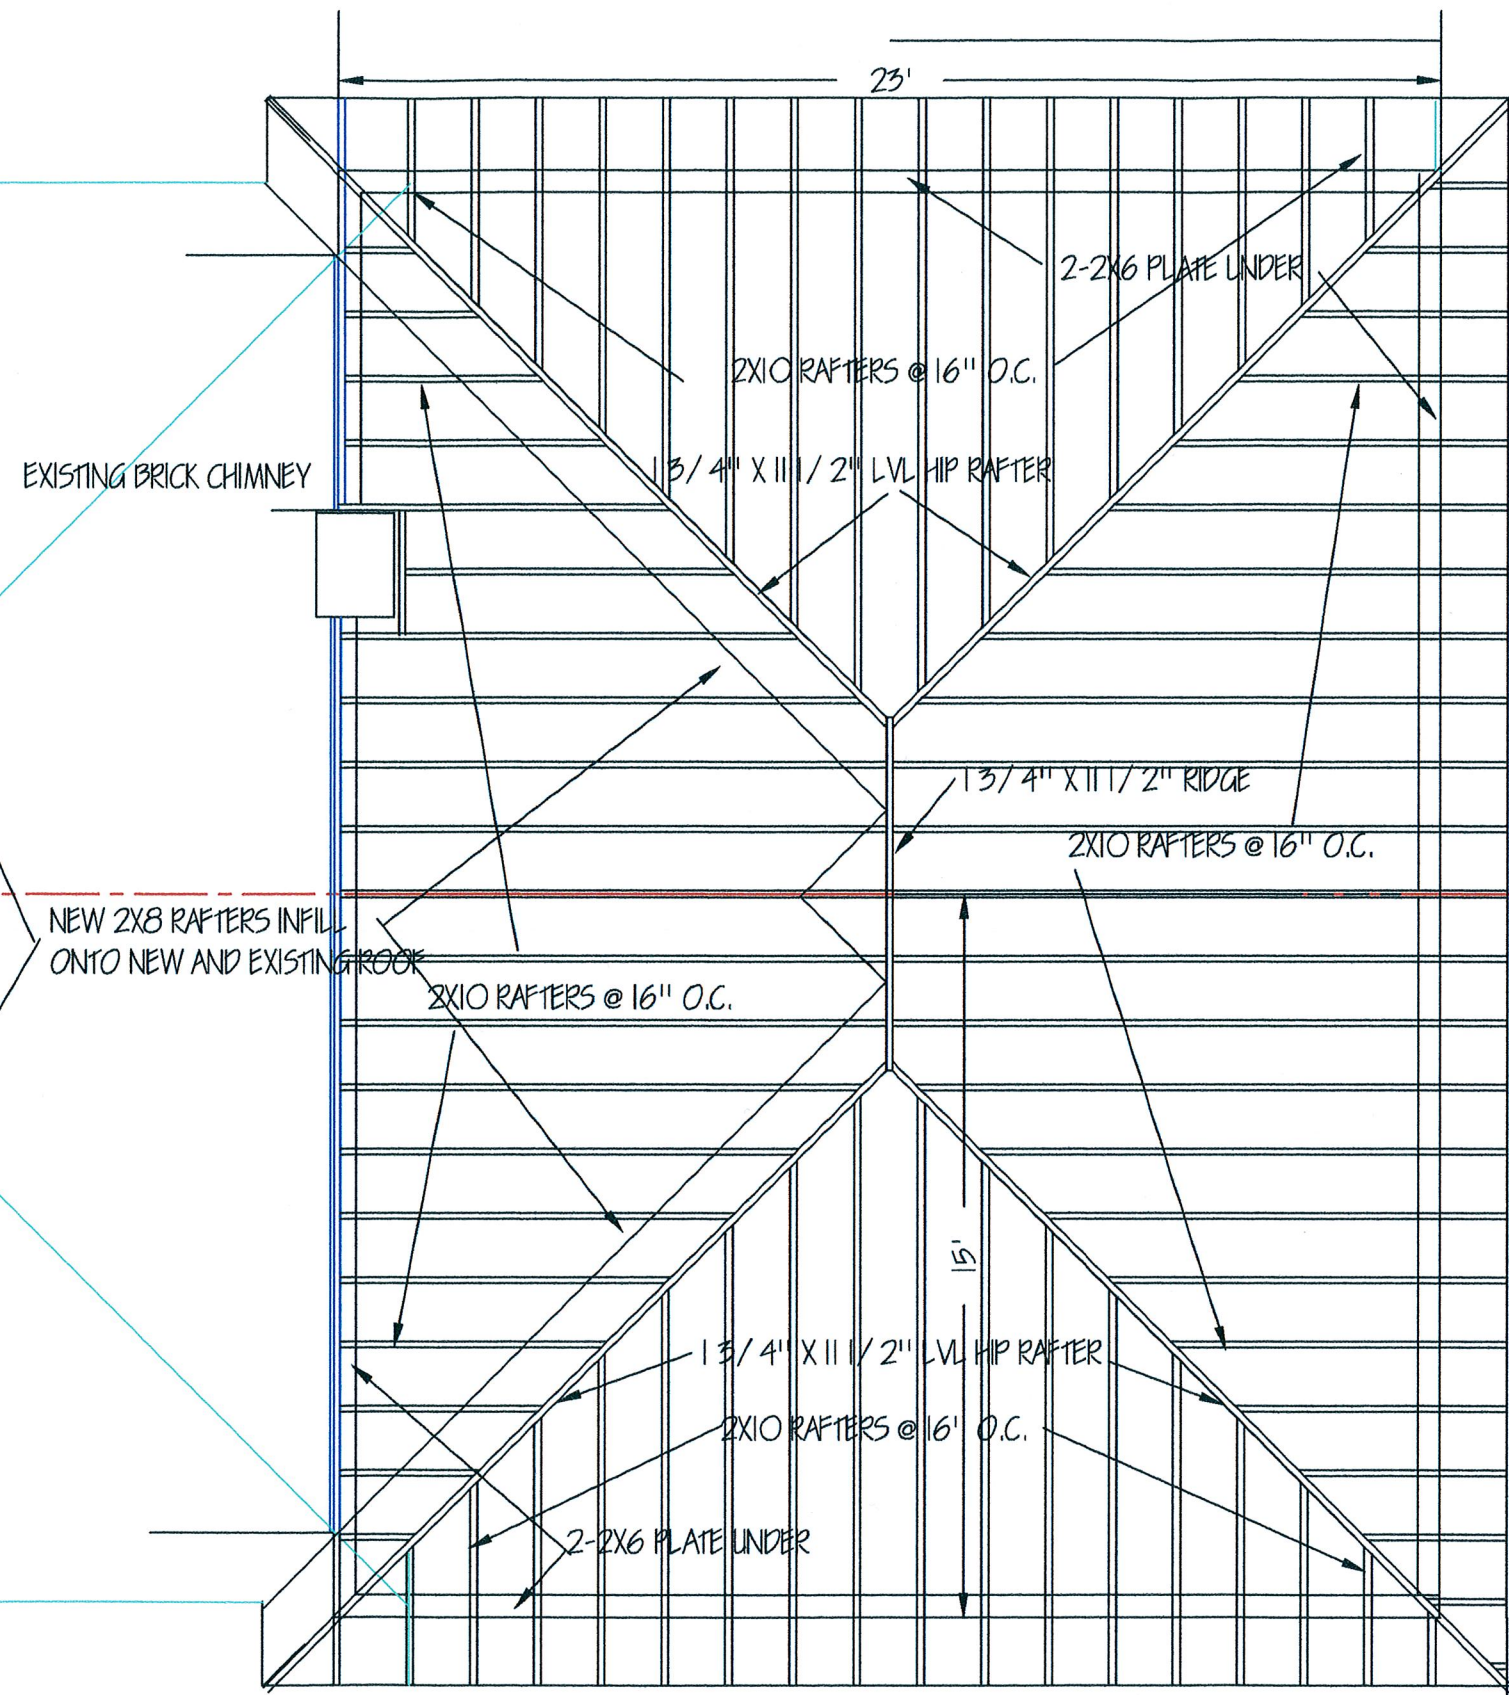 23'
2-2X6 PLATE UNDER
2X10 RAFTERS @ 16" O.C.
1 3/4" X 11 1/2" LVL HIP RAFTER
EXISTING BRICK CHIMNEY
1 3/4" X 11 1/2" RIDGE
2X10 RAFTERS @ 16" O.C.
NEW 2X8 RAFTERS INFILL
ONTO NEW AND EXISTING ROOF
2X10 RAFTERS @ 16" O.C.
15'
1 3/4" X 11 1/2" LVL HIP RAFTER
2X10 RAFTERS @ 16' O.C.
2-2X6 PLATE UNDER